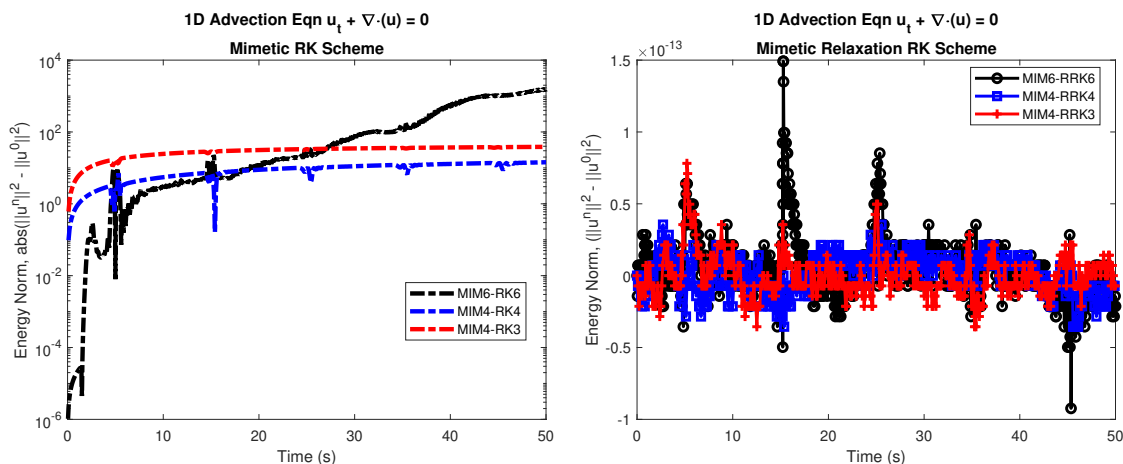 1D Advection Eqn u_t + ∇·(u) = 0
Mimetic RK Scheme
Energy Norm, abs(||u^n||^2 - ||u^0||^2)
10^4
10^2
10^0
10^-2
10^-4
10^-6
MIM6-RK6
MIM4-RK4
MIM4-RK3
0 10 20 30 40 50
Time (s)
1D Advection Eqn u_t + ∇·(u) = 0
Mimetic Relaxation RK Scheme
×10^-13
Energy Norm, (||u^n||^2 - ||u^0||^2)
1.5
1
0.5
0
-0.5
-1
MIM6-RRK6
MIM4-RRK4
MIM4-RRK3
0 10 20 30 40 50
Time (s)